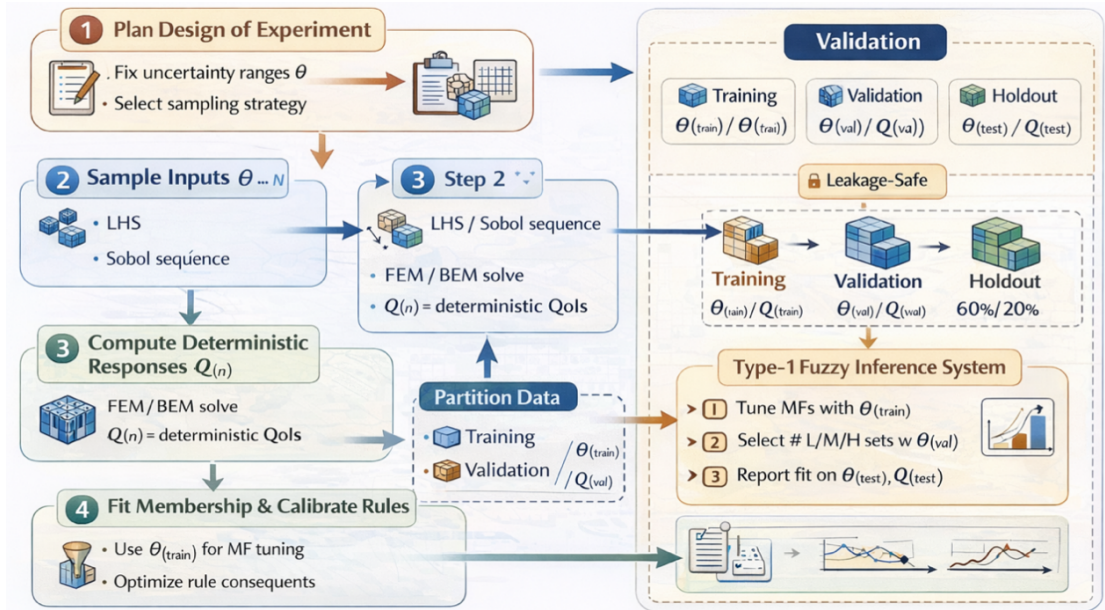 1 Plan Design of Experiment
. Fix uncertainty ranges θ
• Select sampling strategy
2 Sample Inputs θ ... N
• LHS
• Sobol sequence
3 Step 2
LHS / Sobol sequence
• FEM / BEM solve
• Q(n) = deterministic QoIs
3 Compute Deterministic
Responses Q(n)
FEM/BEM solve
Q(n) = deterministic QoIs
Partition Data
• Training
• Validation
/ θ(train)
/ Q(val)
4 Fit Membership & Calibrate Rules
• Use θ(train) for MF tuning
• Optimize rule consequents
Validation
Training
θ(train) / θ(trai))
Validation
θ(val) / Q(va))
Holdout
θ(test) / Q(test)
Leakage-Safe
Training
θ(tain) / Q(train)
Validation
θ(val) / Q(wal)
Holdout
60%/20%
Type-1 Fuzzy Inference System
> 1 Tune MFs with θ(train)
> 2 Select # L/M/H sets w θ(val)
> 3 Report fit on θ(test), Q(test)